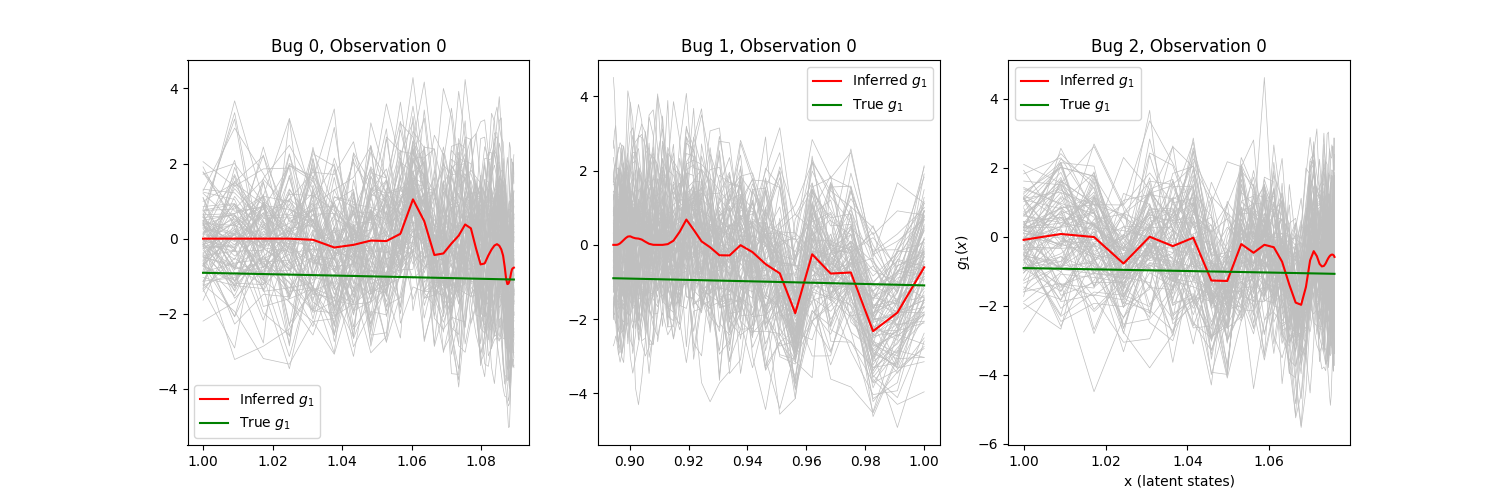 Bug 0, Observation 0
4
2
0
−2
−4
Inferred g₁
True g₁
1.00 1.02 1.04 1.06 1.08
Bug 1, Observation 0
4
2
0
−2
−4
Inferred g₁
True g₁
0.90 0.92 0.94 0.96 0.98 1.00
Bug 2, Observation 0
g₁(x)
4
2
0
−2
−4
−6
Inferred g₁
True g₁
1.00 1.02 1.04 1.06
x (latent states)